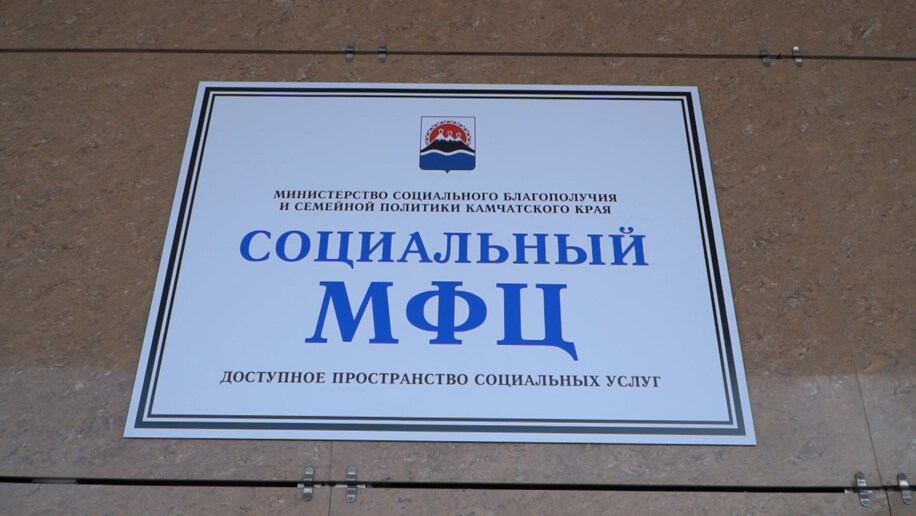 МИНИСТЕРСТВО СОЦИАЛЬНОГО БЛАГОПОЛУЧИЯ
И СЕМЕЙНОЙ ПОЛИТИКИ КАМЧАТСКОГО КРАЯ
СОЦИАЛЬНЫЙ
МФЦ
ДОСТУПНОЕ ПРОСТРАНСТВО СОЦИАЛЬНЫХ УСЛУГ